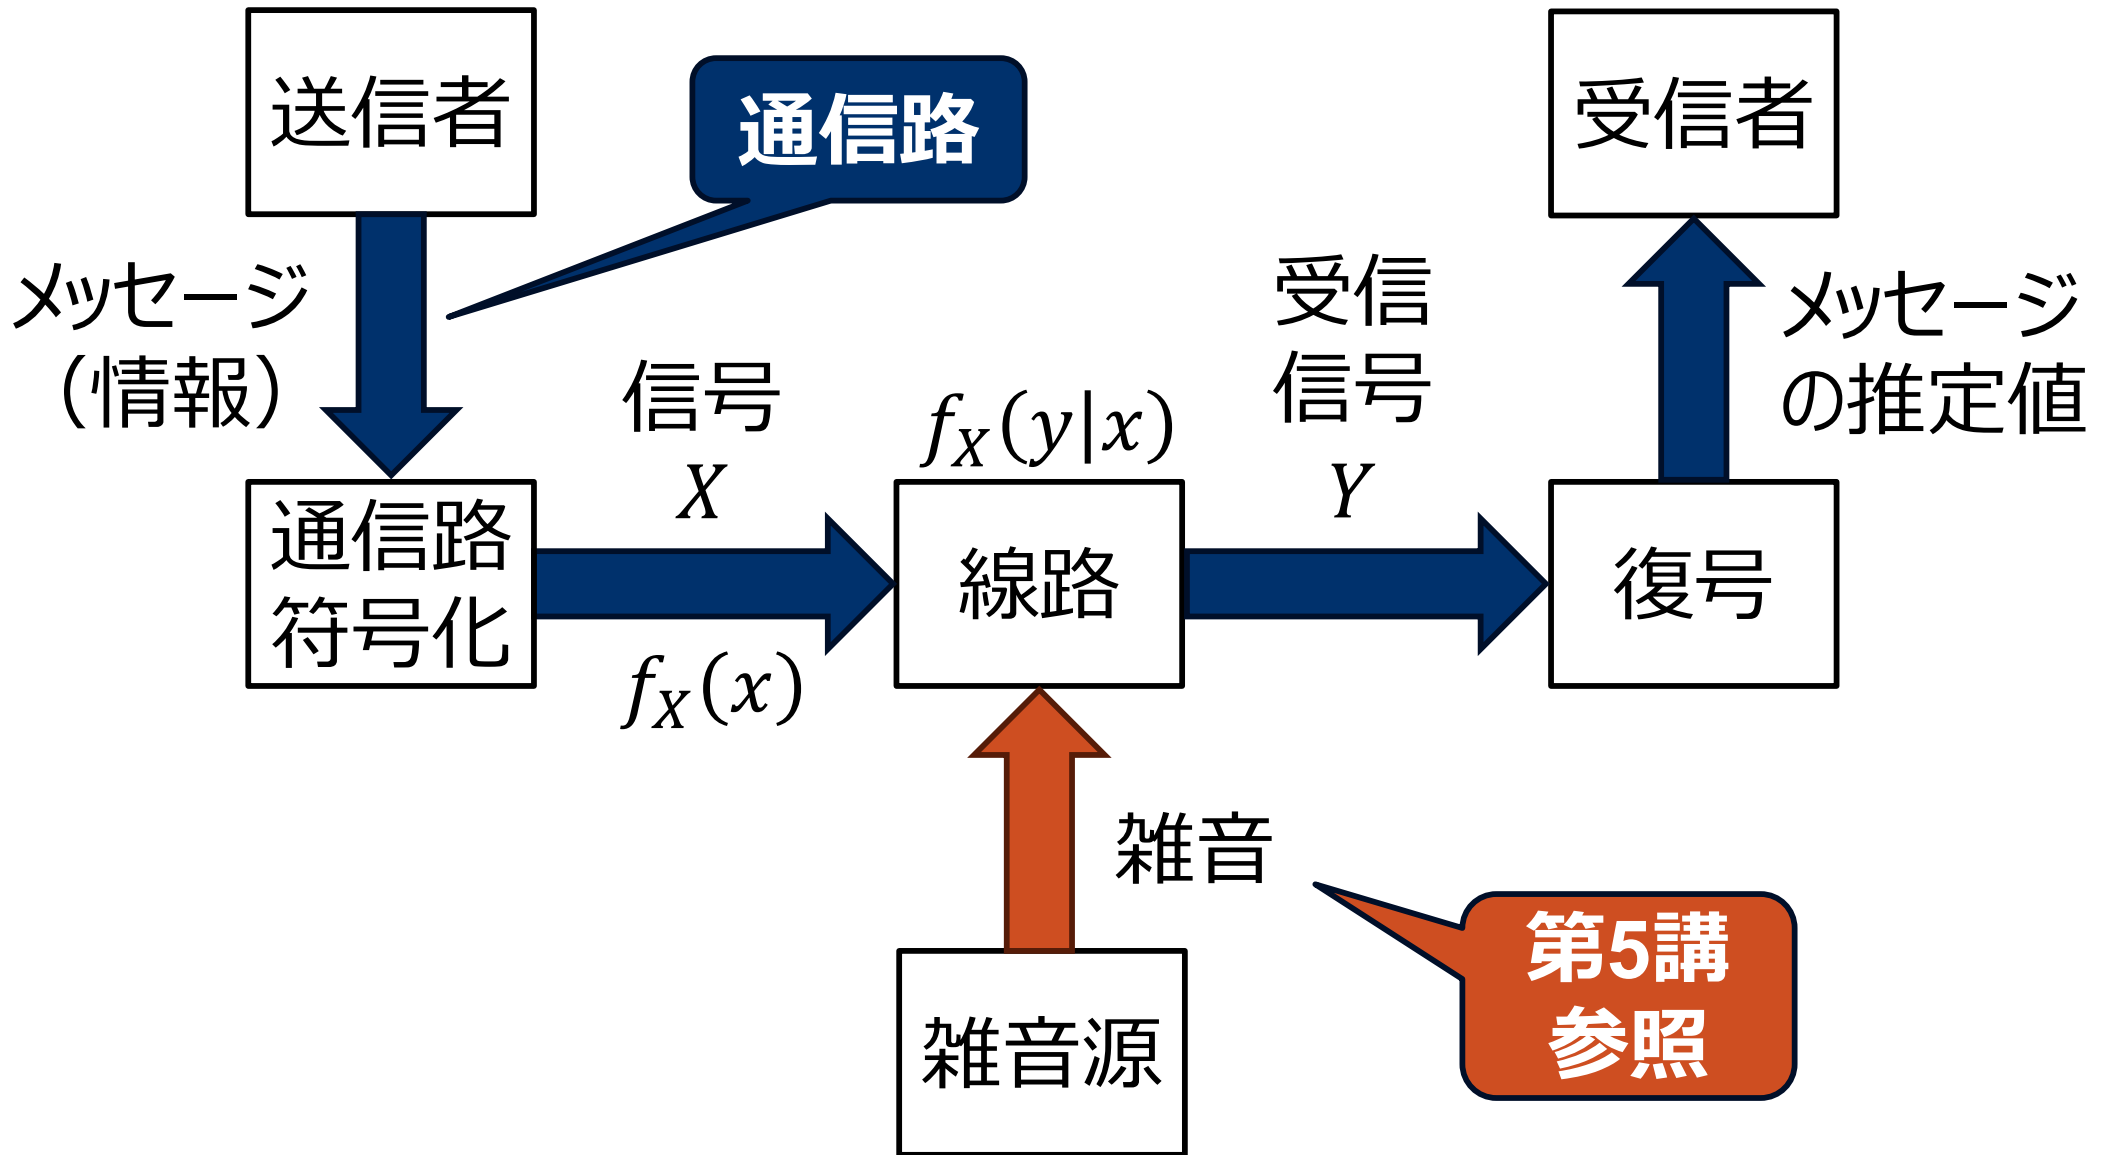 送信者
通信路
受信者
メッセージ
（情報）
信号
X
f_X(y|x)
受信
信号
Y
メッセージ
の推定値
通信路
符号化
線路
復号
f_X(x)
雑音
第5講
参照
雑音源